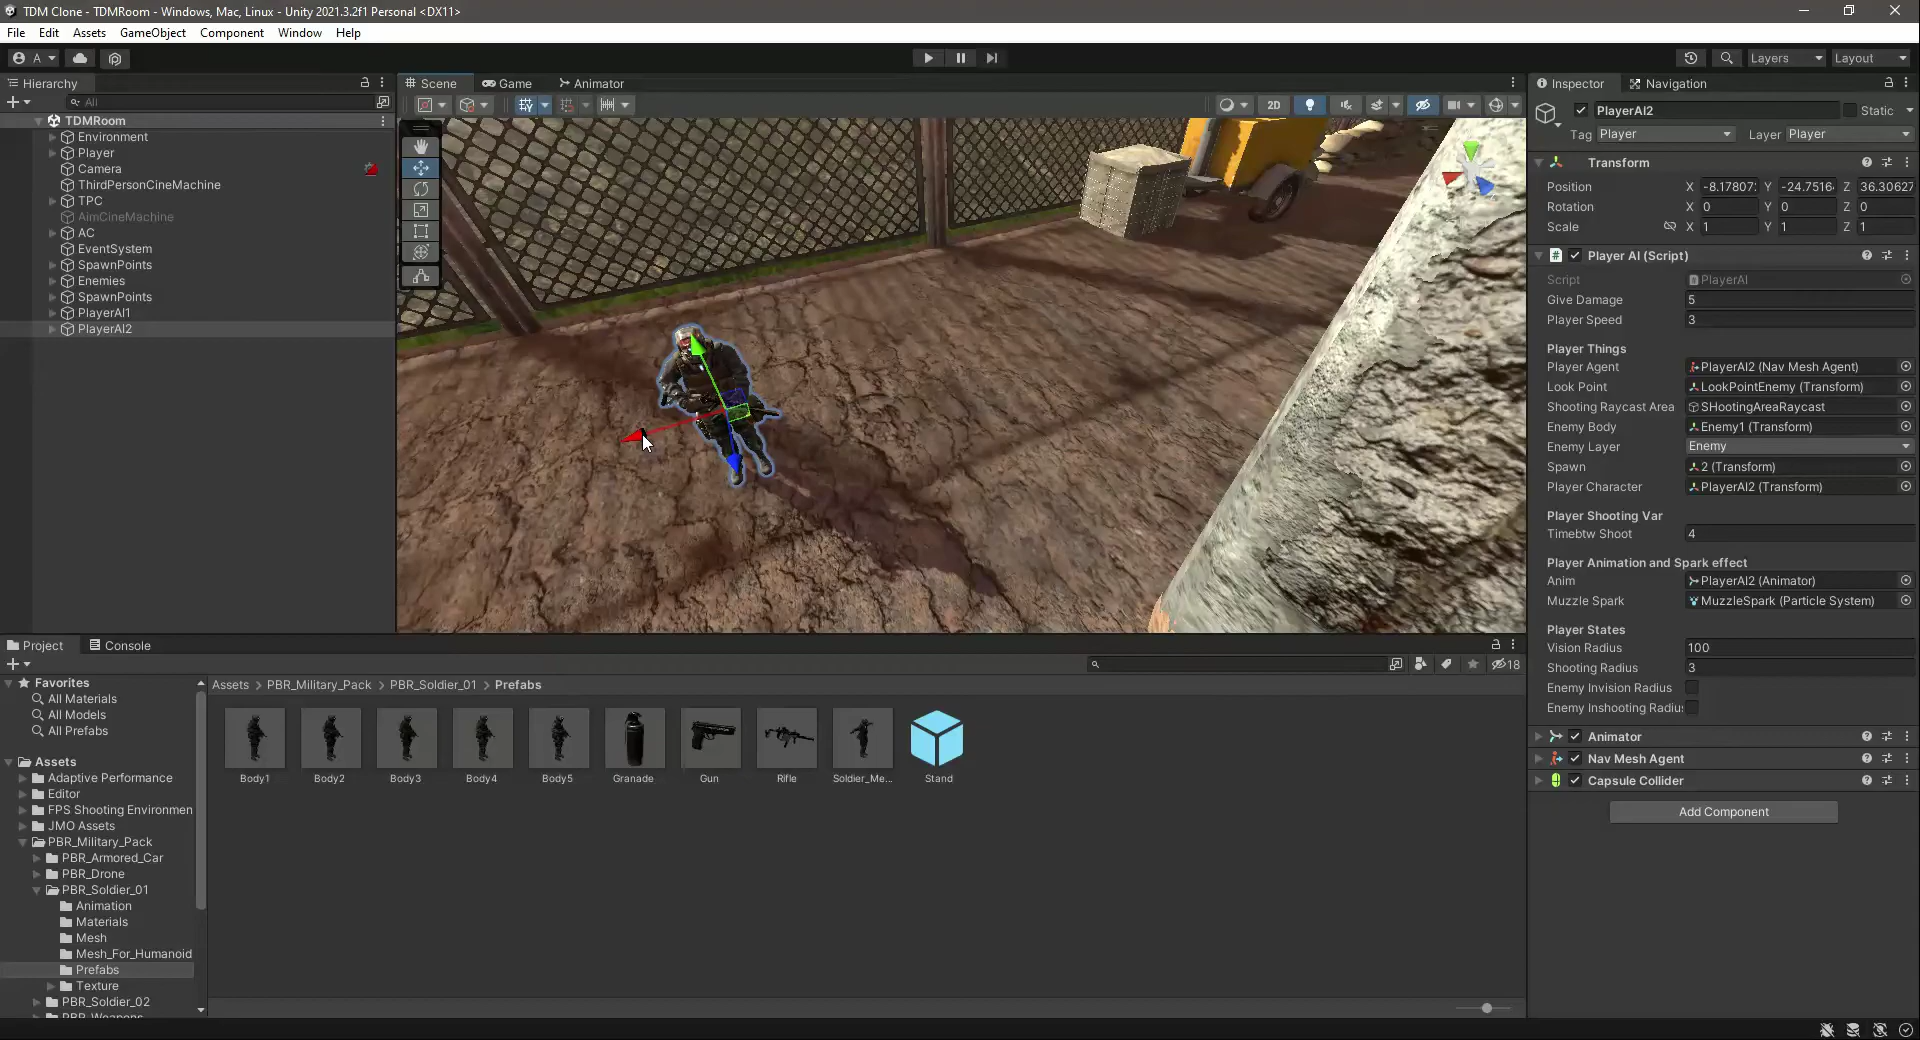 TDM Clone - TDMRoom - Windows, Mac, Linux - Unity 2021.3.2f1 Personal <DX11>
File Edit Assets GameObject Component Window Help
A Layers Layout
Hierarchy
All
TDMRoom
Environment
Player
Camera
ThirdPersonCineMachine
TPC
AimCineMachine
AC
EventSystem
SpawnPoints
Enemies
SpawnPoints
PlayerAI1
PlayerAI2
Scene Game Animator
2D
Inspector Navigation
PlayerAI2 Static
Tag Player Layer Player
Transform
Position X -8.17807 Y -24.7516 Z 36.30627
Rotation X 0 Y 0 Z 0
Scale X 1 Y 1 Z 1
# Player AI (Script)
Script PlayerAI
Give Damage 5
Player Speed 3
Player Things
Player Agent PlayerAI2 (Nav Mesh Agent)
Look Point LookPointEnemy (Transform)
Shooting Raycast Area SHootingAreaRaycast
Enemy Body Enemy1 (Transform)
Enemy Layer Enemy
Spawn 2 (Transform)
Player Character PlayerAI2 (Transform)
Player Shooting Var
Timebtw Shoot 4
Player Animation and Spark effect
Anim PlayerAI2 (Animator)
Muzzle Spark MuzzleSpark (Particle System)
Player States
Vision Radius 100
Shooting Radius 3
Enemy Invision Radius
Enemy Inshooting Radiu
Animator
Nav Mesh Agent
Capsule Collider
Add Component
Project Console
18
Favorites
All Materials
All Models
All Prefabs
Assets
Adaptive Performance
Editor
FPS Shooting Environmen
JMO Assets
PBR_Military_Pack
PBR_Armored_Car
PBR_Drone
PBR_Soldier_01
Animation
Materials
Mesh
Mesh_For_Humanoid
Prefabs
Texture
PBR_Soldier_02
PBR_Weapons
Assets > PBR_Military_Pack > PBR_Soldier_01 > Prefabs
Body1 Body2 Body3 Body4 Body5 Granade Gun Rifle Soldier_Me... Stand